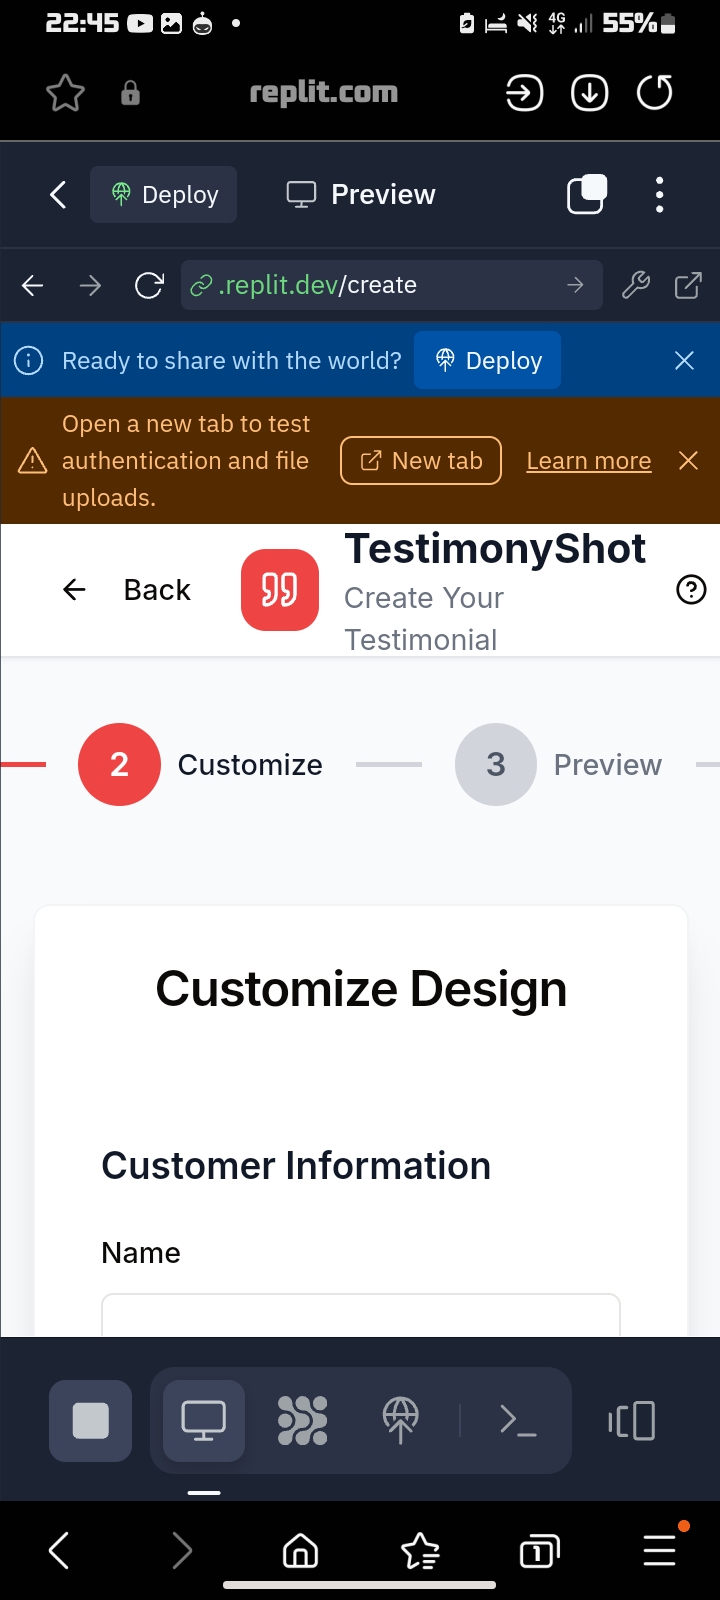 22:45
4G
55%
replit.com
Deploy
Preview
.replit.dev/create
Ready to share with the world?
Deploy
Open a new tab to test
authentication and file
uploads.
New tab
Learn more
Back
TestimonyShot
Create Your
Testimonial
2
Customize
3
Preview
Customize Design
Customer Information
Name
1